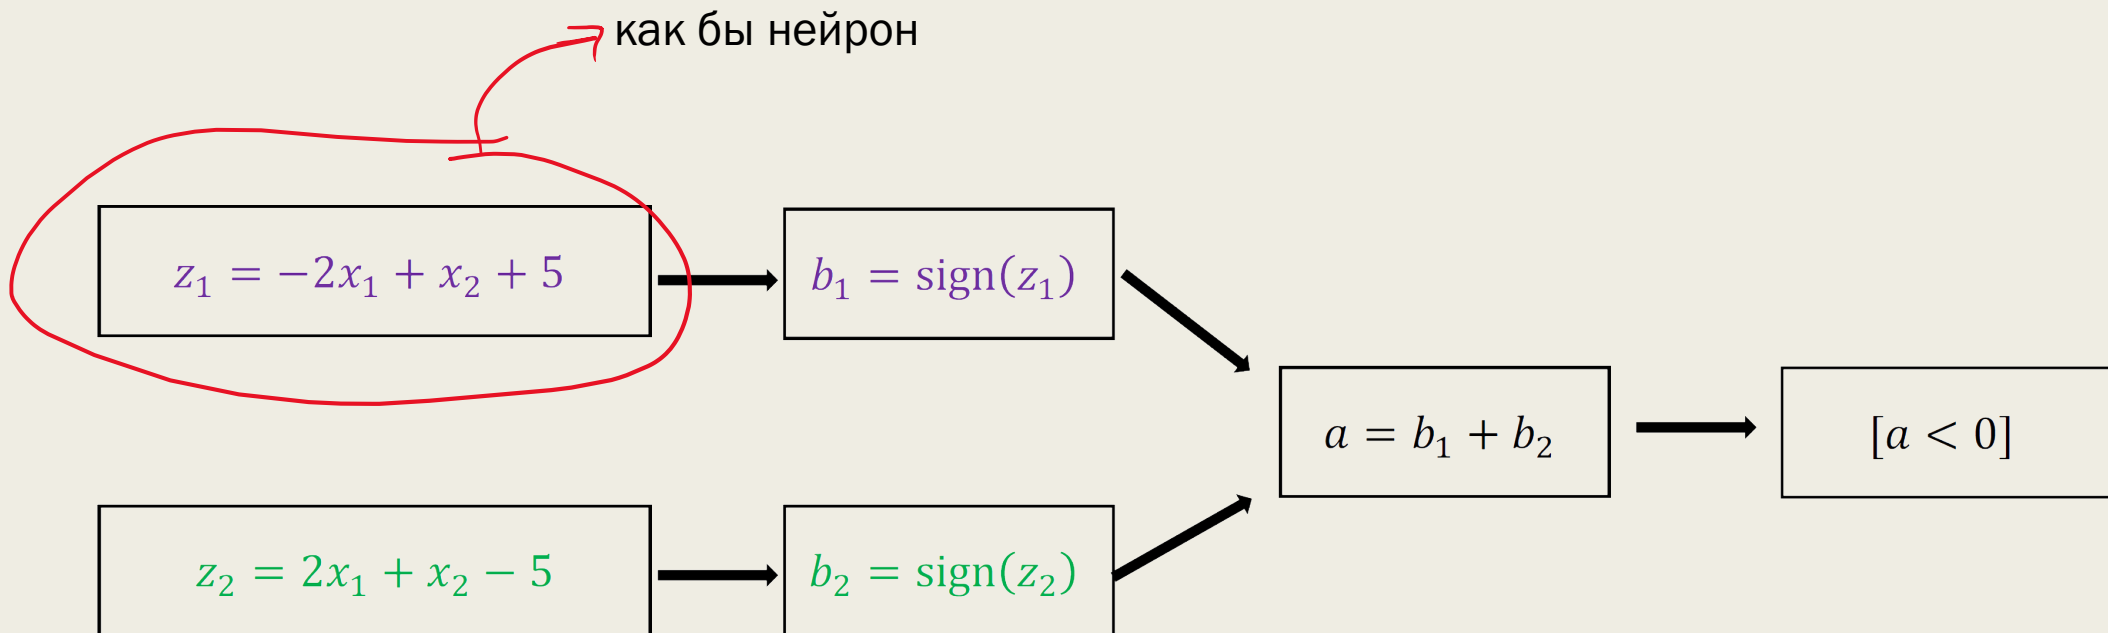 как бы нейрон
z₁ = −2x₁ + x₂ + 5
b₁ = sign(z₁)
a = b₁ + b₂
[a < 0]
z₂ = 2x₁ + x₂ − 5
b₂ = sign(z₂)